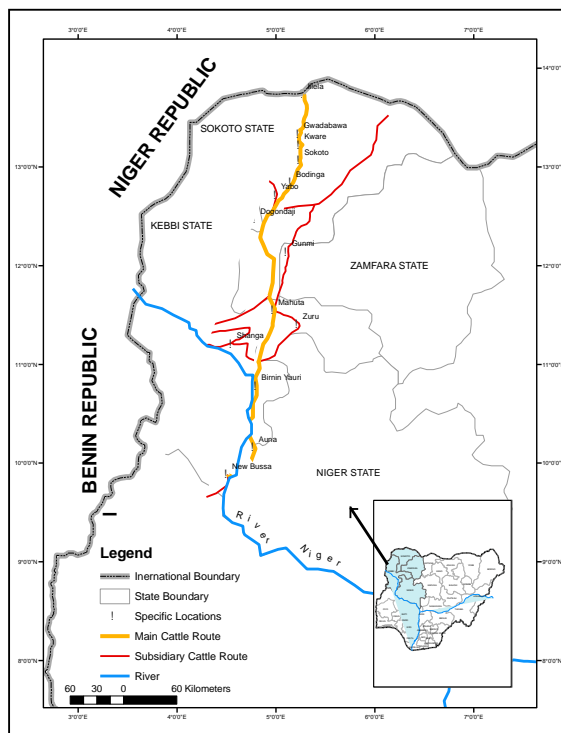 3°0'0"E 4°0'0"E 5°0'0"E 6°0'0"E 7°0'0"E
14°0'0"N 14°0'0"N
13°0'0"N 13°0'0"N
12°0'0"N 12°0'0"N
11°0'0"N 11°0'0"N
10°0'0"N 10°0'0"N
9°0'0"N 9°0'0"N
8°0'0"N 8°0'0"N
3°0'0"E 4°0'0"E 5°0'0"E 6°0'0"E 7°0'0"E
NIGER REPUBLIC
BENIN REPUBLIC
SOKOTO STATE
KEBBI STATE
ZAMFARA STATE
NIGER STATE
Gwadabawa
Kware
Sokoto
Bodinga
Yabo
Dogondaji
Gunmi
Mahuta
Zuru
Shanga
Birnin Yauri
Auna
New Bussa
River Niger
Legend
Inernational Boundary
State Boundary
! Specific Locations
Main Cattle Route
Subsidiary Cattle Route
River
60 30 0 60 Kilometers